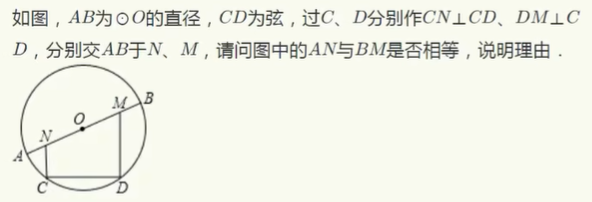 如图，AB为⊙O的直径，CD为弦，过C、D分别作CN⊥CD、DM⊥C
D，分别交AB于N、M，请问图中的AN与BM是否相等，说明理由．
M B
O
N
A
C D